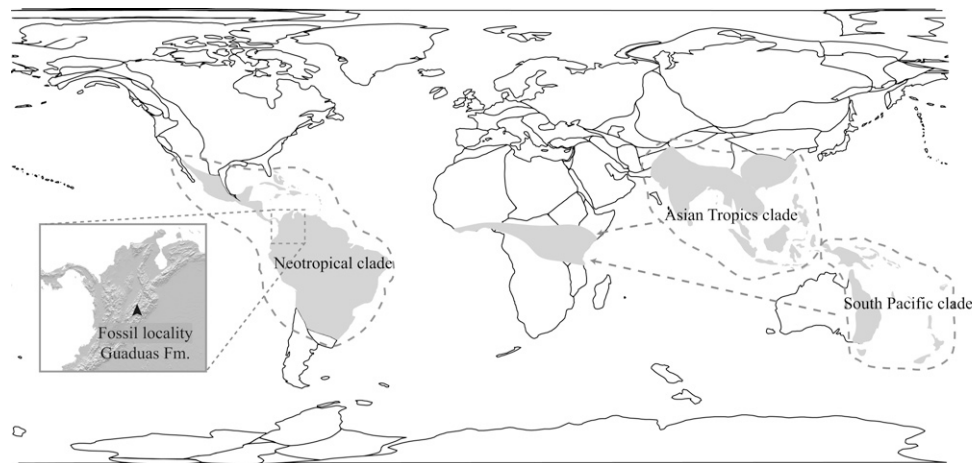 Asian Tropics clade
Neotropical clade
South Pacific clade
Fossil locality
Guaduas Fm.